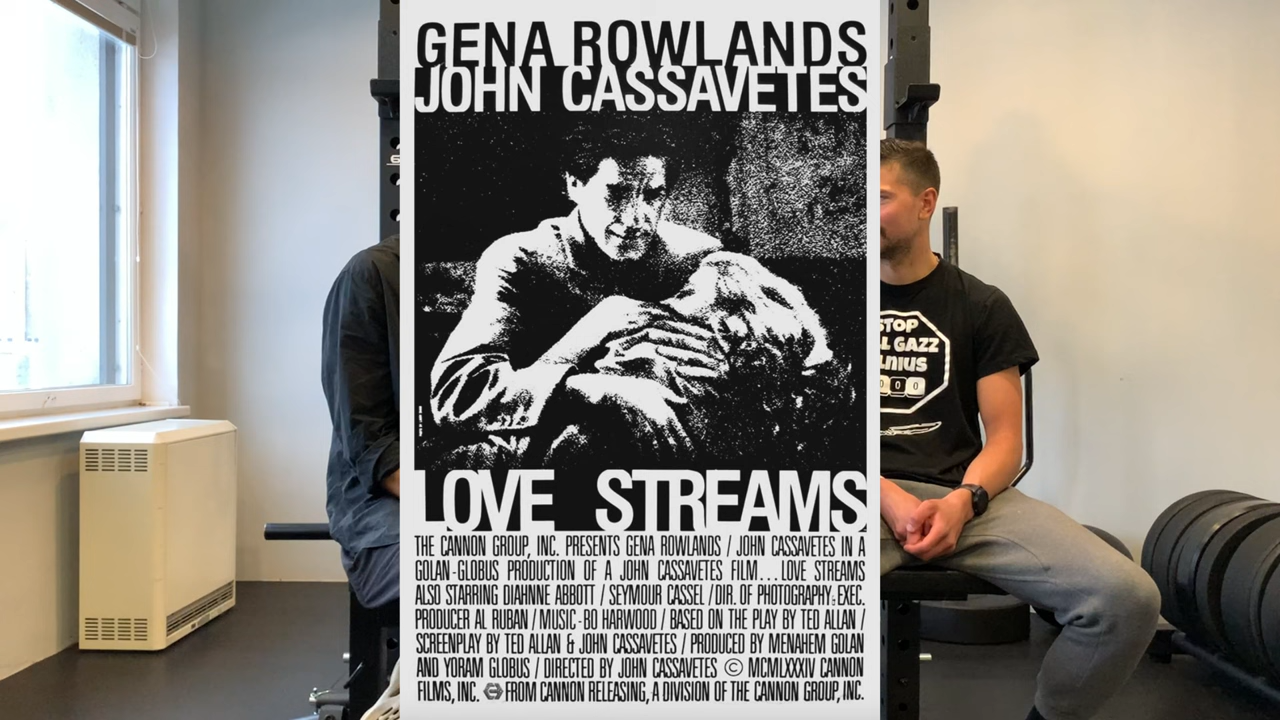 GENA ROWLANDS
JOHN CASSAVETES
LOVE STREAMS
THE CANNON GROUP, INC. PRESENTS GENA ROWLANDS / JOHN CASSAVETES IN A
GOLAN-GLOBUS PRODUCTION OF A JOHN CASSAVETES FILM...LOVE STREAMS
ALSO STARRING DIAHNNE ABBOTT / SEYMOUR CASSEL / DIR. OF PHOTOGRAPHY & EXEC.
PRODUCER AL RUBAN / MUSIC-BO HARWOOD / BASED ON THE PLAY BY TED ALLAN /
SCREENPLAY BY TED ALLAN & JOHN CASSAVETES / PRODUCED BY MENAHEM GOLAN
AND YORAM GLOBUS / DIRECTED BY JOHN CASSAVETES © MCMLXXXIV CANNON
FILMS, INC. FROM CANNON RELEASING, A DIVISION OF THE CANNON GROUP, INC.
STOP
L GAZZ
LNIUS
000